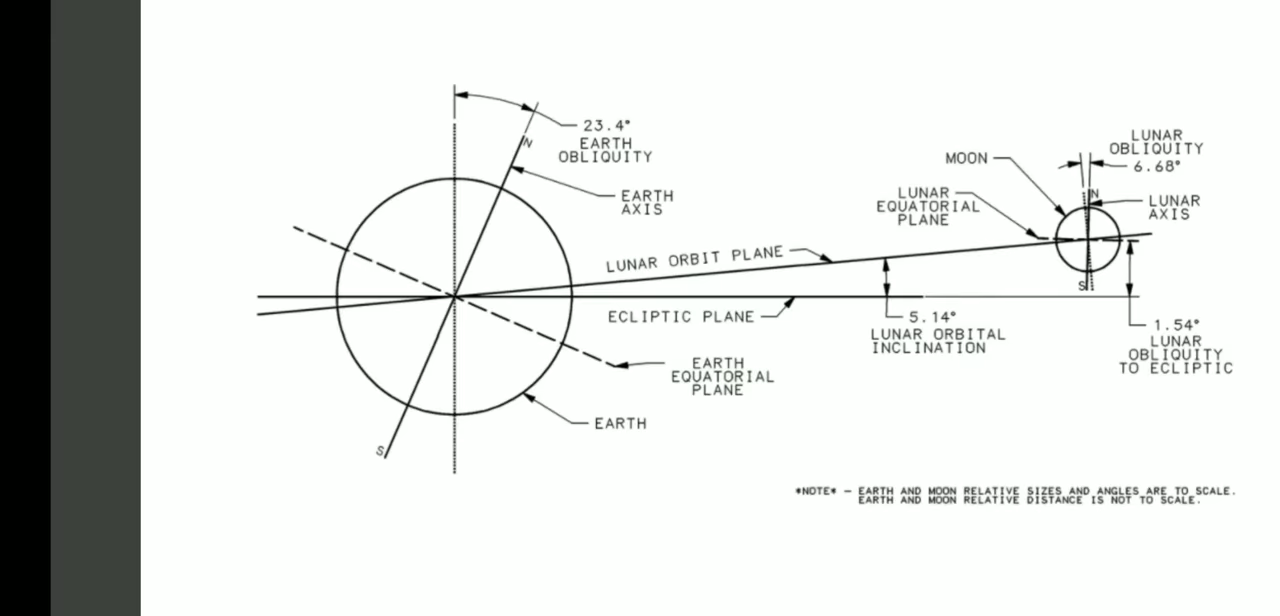 23.4°
EARTH
OBLIQUITY
N
EARTH
AXIS
LUNAR ORBIT PLANE
ECLIPTIC PLANE
EARTH
EQUATORIAL
PLANE
EARTH
S
MOON
LUNAR
EQUATORIAL
PLANE
LUNAR
OBLIQUITY
6.68°
N
LUNAR
AXIS
S
5.14°
LUNAR ORBITAL
INCLINATION
1.54°
LUNAR
OBLIQUITY
TO ECLIPTIC
*NOTE* – EARTH AND MOON RELATIVE SIZES AND ANGLES ARE TO SCALE.
EARTH AND MOON RELATIVE DISTANCE IS NOT TO SCALE.